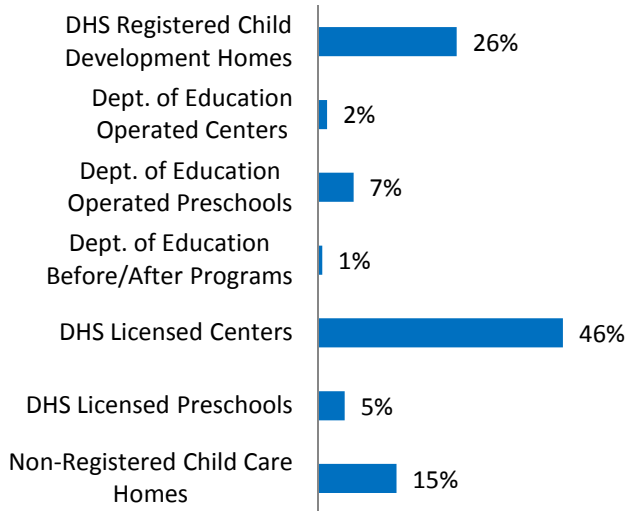 DHS Registered Child
Development Homes
26%
Dept. of Education
Operated Centers
2%
Dept. of Education
Operated Preschools
7%
Dept. of Education
Before/After Programs
1%
DHS Licensed Centers
46%
DHS Licensed Preschools
5%
Non-Registered Child Care
Homes
15%